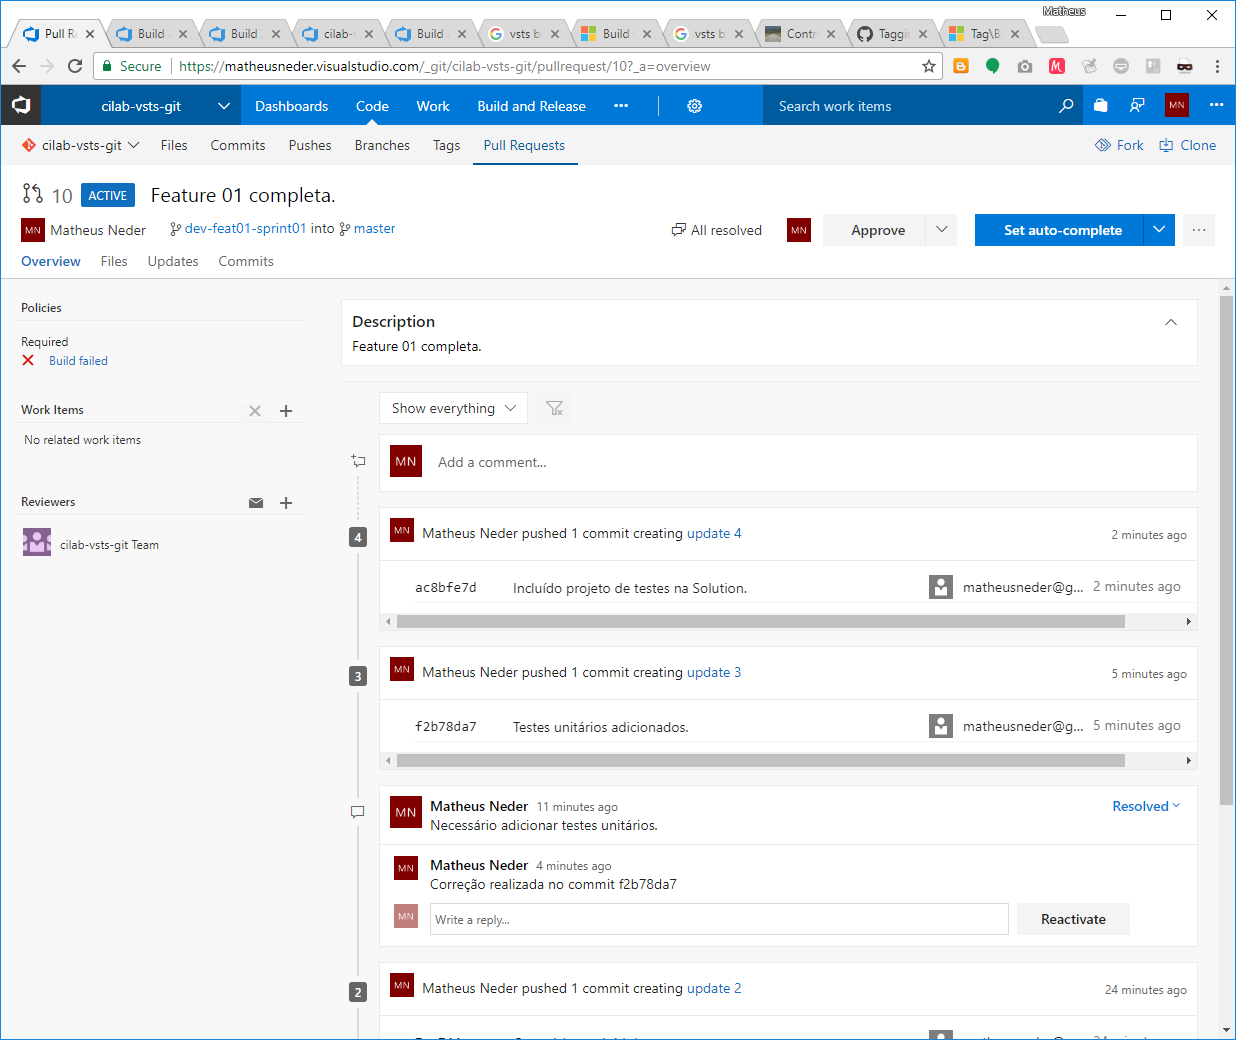 Matheus
Pull R
Build
Build
cilab-v
Build
vsts b
Build
vsts b
Contr
Taggi
Tag\B
Secure
https://matheusneder.visualstudio.com/_git/cilab-vsts-git/pullrequest/10?_a=overview
cilab-vsts-git
Dashboards
Code
Work
Build and Release
Search work items
MN
cilab-vsts-git
Files
Commits
Pushes
Branches
Tags
Pull Requests
Fork
Clone
10
ACTIVE
Feature 01 completa.
MN
Matheus Neder
dev-feat01-sprint01 into master
All resolved
MN
Approve
Set auto-complete
Overview
Files
Updates
Commits
Policies
Required
Build failed
Work Items
No related work items
Reviewers
cilab-vsts-git Team
Description
Feature 01 completa.
Show everything
MN
Add a comment...
4
MN
Matheus Neder pushed 1 commit creating update 4
2 minutes ago
ac8bfe7d
Incluído projeto de testes na Solution.
matheusneder@g...
2 minutes ago
3
MN
Matheus Neder pushed 1 commit creating update 3
5 minutes ago
f2b78da7
Testes unitários adicionados.
matheusneder@g...
5 minutes ago
MN
Matheus Neder 11 minutes ago
Resolved
Necessário adicionar testes unitários.
MN
Matheus Neder 4 minutes ago
Correção realizada no commit f2b78da7
MN
Write a reply...
Reactivate
2
MN
Matheus Neder pushed 1 commit creating update 2
24 minutes ago